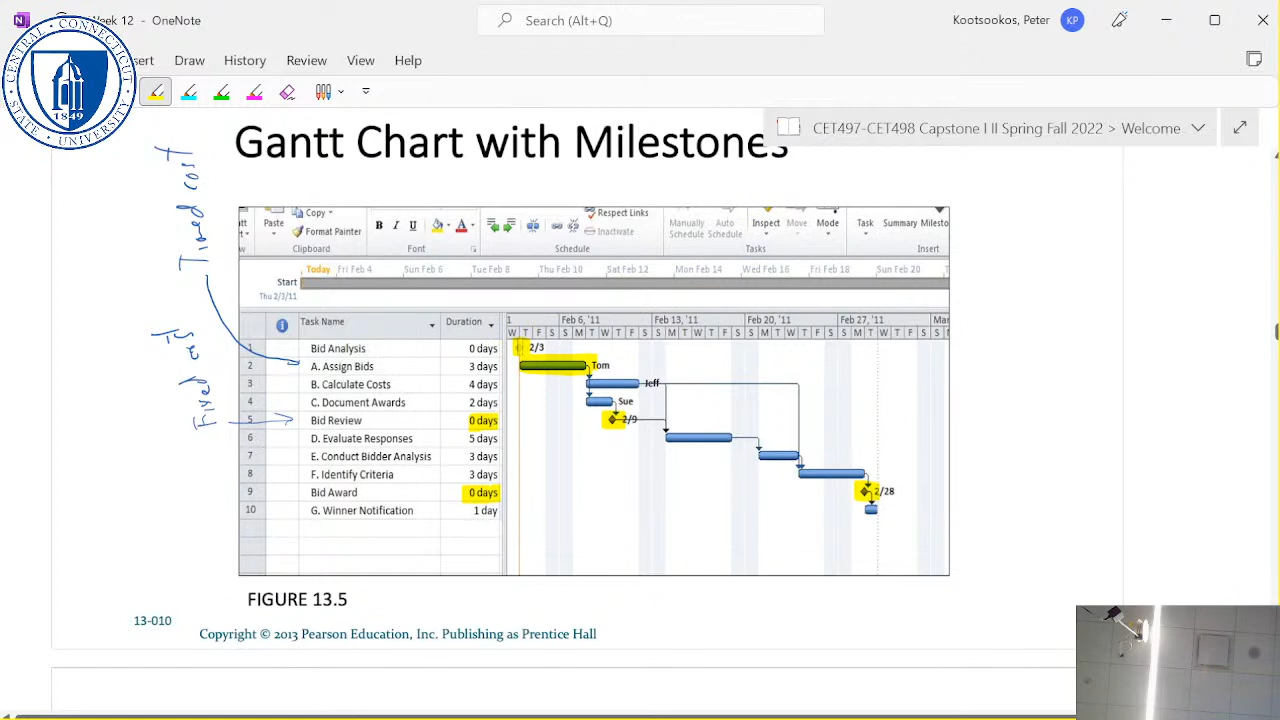 Week 12 - OneNote
Search (Alt+Q)
Kootsookos, Peter
KP
CENTRAL CONNECTICUT
STATE UNIVERSITY
1849
Draw
History
Review
View
Help
CET497-CET498 Capstone I II Spring Fall 2022 > Welcome
Gantt Chart with Milestones
Timed cost
Fixed
Copy
Paste
Format Painter
Clipboard
B I U
A
Font
Respect Links
Inactivate
Schedule
Manually Schedule
Auto Schedule
Inspect
Move
Mode
Tasks
Task
Summary
Milesto
Insert
Today
Fri Feb 4
Sun Feb 6
Tue Feb 8
Thu Feb 10
Sat Feb 12
Mon Feb 14
Wed Feb 16
Fri Feb 18
Sun Feb 20
Start
Thu 2/3/11
Task Name
Duration
1
Feb 6, '11
Feb 13, '11
Feb 20, '11
Feb 27, '11
Mar
W T F S S M T W T F S S M T W T F S S M T W T F S S M T W T F S
1 Bid Analysis 0 days 2/3
2 A. Assign Bids 3 days Tom
3 B. Calculate Costs 4 days Jeff
4 C. Document Awards 2 days Sue
5 Bid Review 0 days 2/9
6 D. Evaluate Responses 5 days
7 E. Conduct Bidder Analysis 3 days
8 F. Identify Criteria 3 days
9 Bid Award 0 days 2/28
10 G. Winner Notification 1 day
FIGURE 13.5
13-010
Copyright © 2013 Pearson Education, Inc. Publishing as Prentice Hall